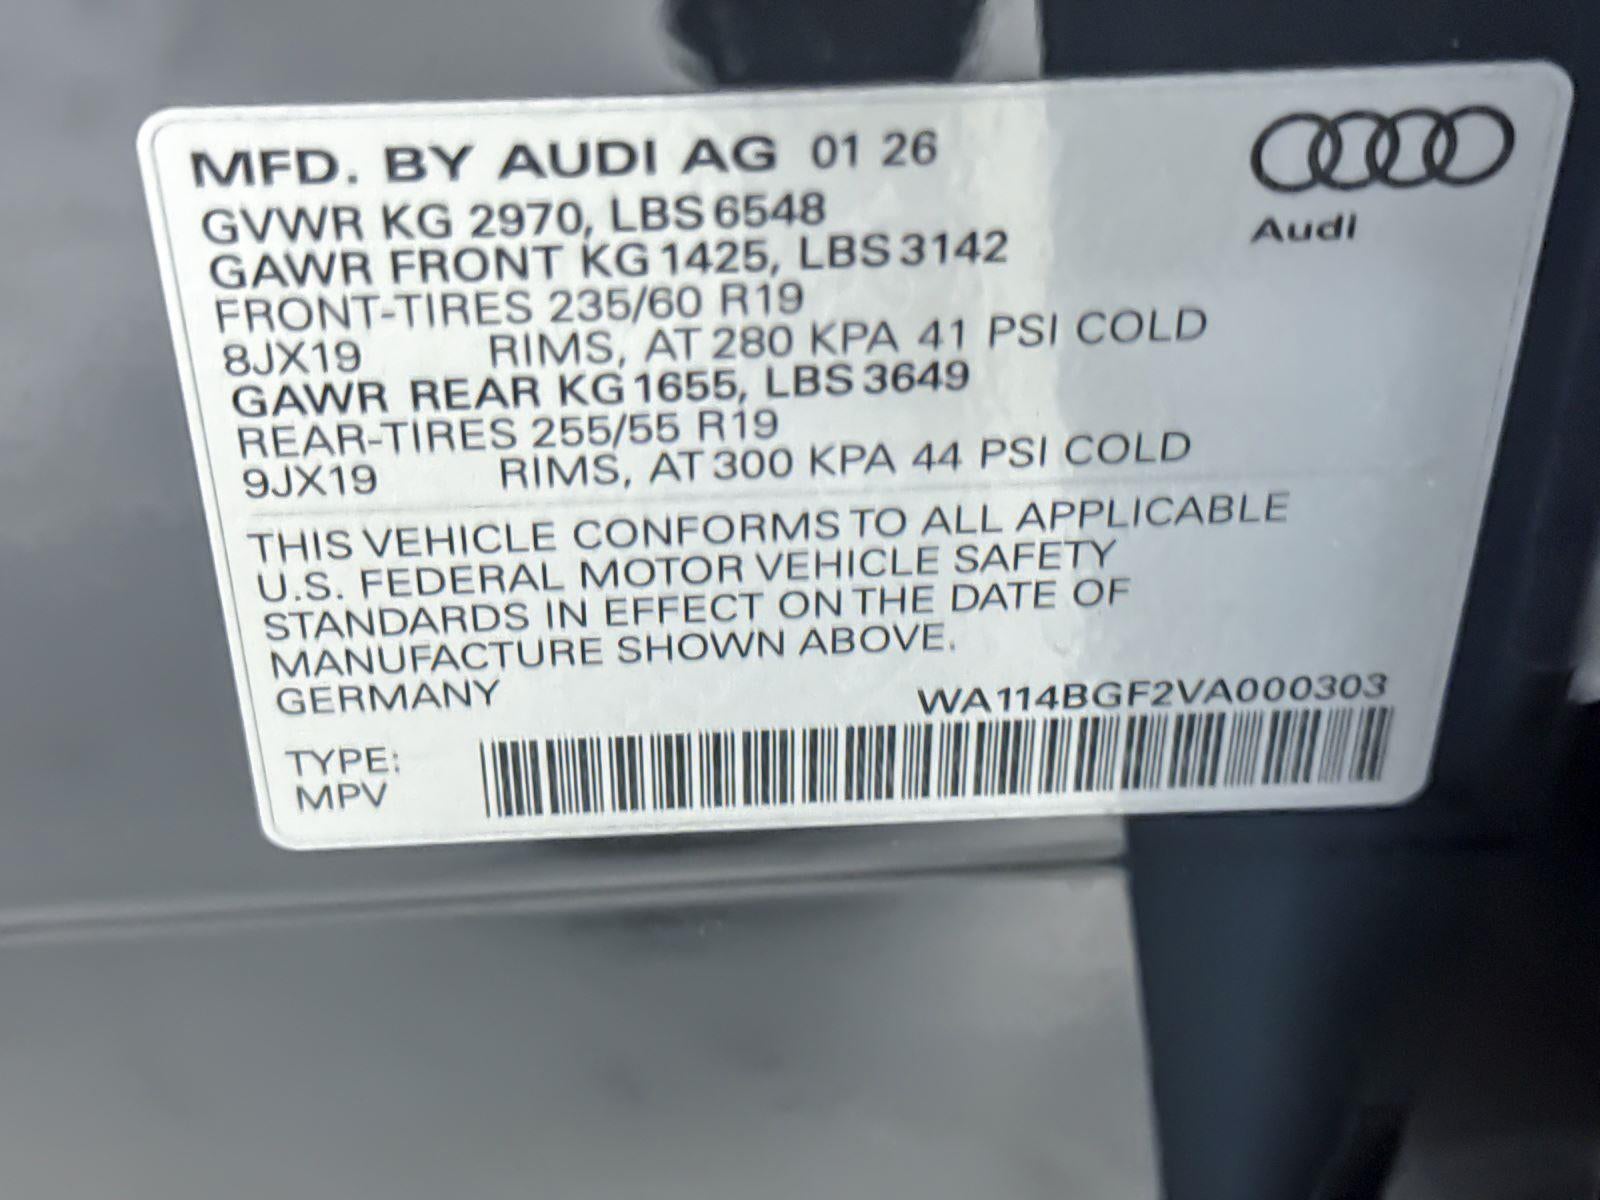 MFD. BY AUDI AG 01 26
GVWR KG 2970, LBS 6548
GAWR FRONT KG 1425, LBS 3142
FRONT-TIRES 235/60 R19
8JX19 RIMS, AT 280 KPA 41 PSI COLD
GAWR REAR KG 1655, LBS 3649
REAR-TIRES 255/55 R19
9JX19 RIMS, AT 300 KPA 44 PSI COLD
Audi
THIS VEHICLE CONFORMS TO ALL APPLICABLE
U.S. FEDERAL MOTOR VEHICLE SAFETY
STANDARDS IN EFFECT ON THE DATE OF
MANUFACTURE SHOWN ABOVE.
GERMANY WA114BGF2VA000303
TYPE:
MPV